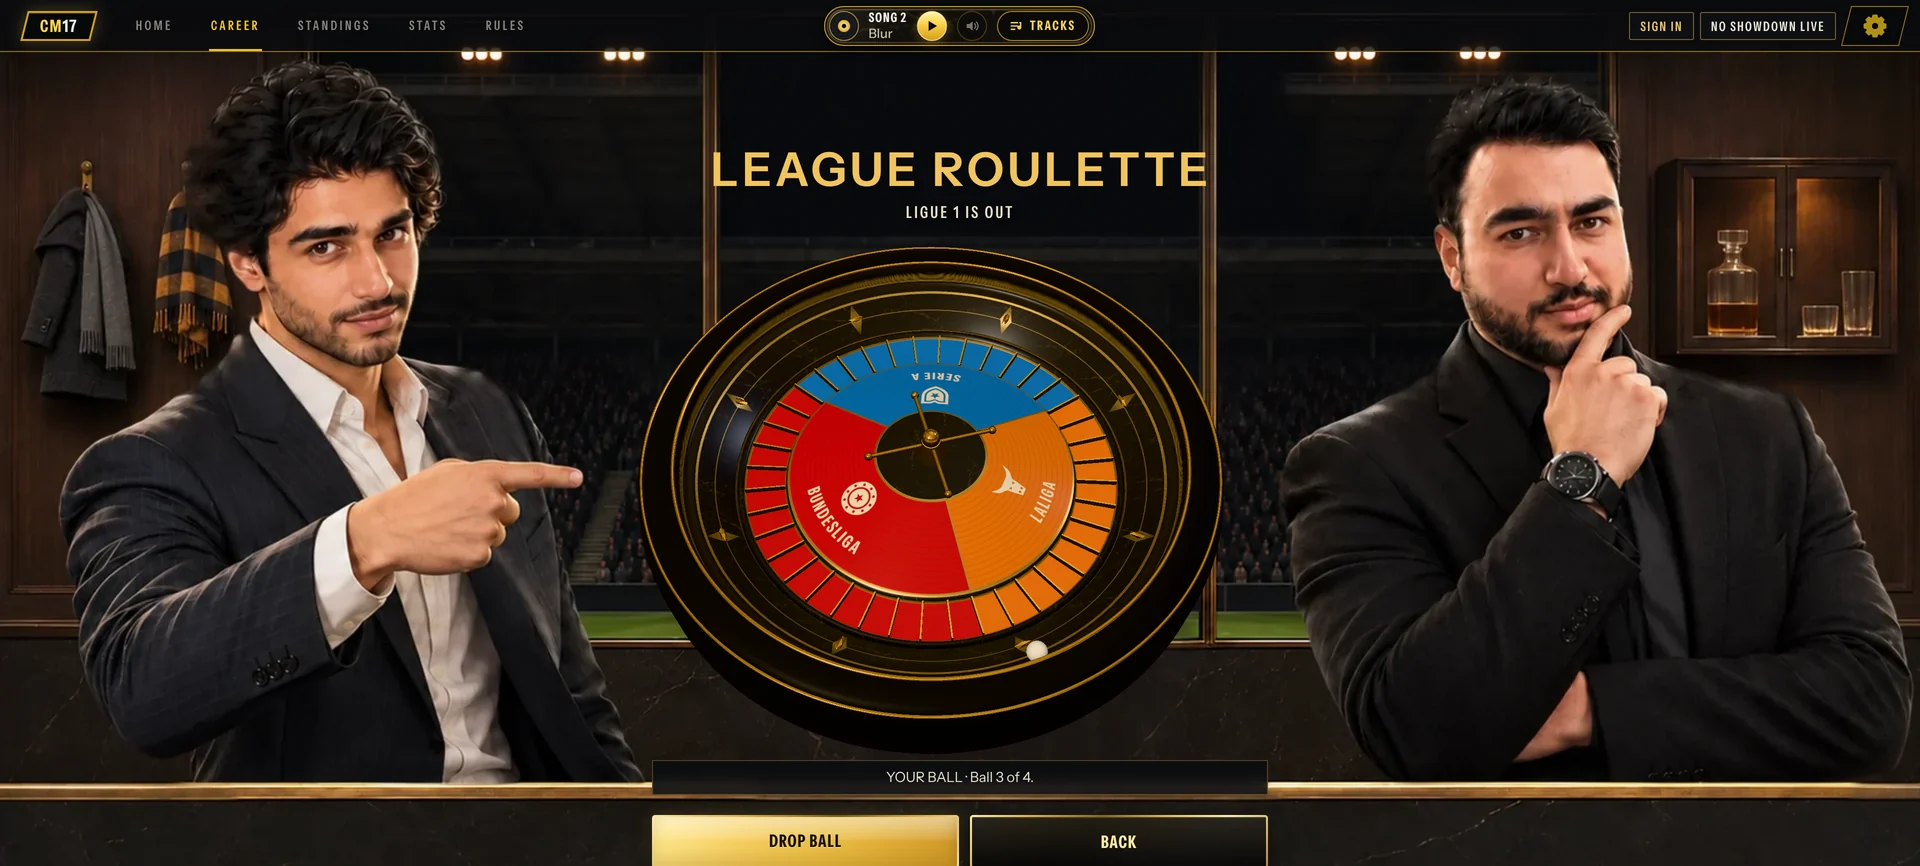 CM17
HOME
CAREER
STANDINGS
STATS
RULES
SONG 2
Blur
TRACKS
SIGN IN
NO SHOWDOWN LIVE
LEAGUE ROULETTE
LIGUE 1 IS OUT
SERIE A
BUNDESLIGA
LALIGA
YOUR BALL · Ball 3 of 4.
DROP BALL
BACK